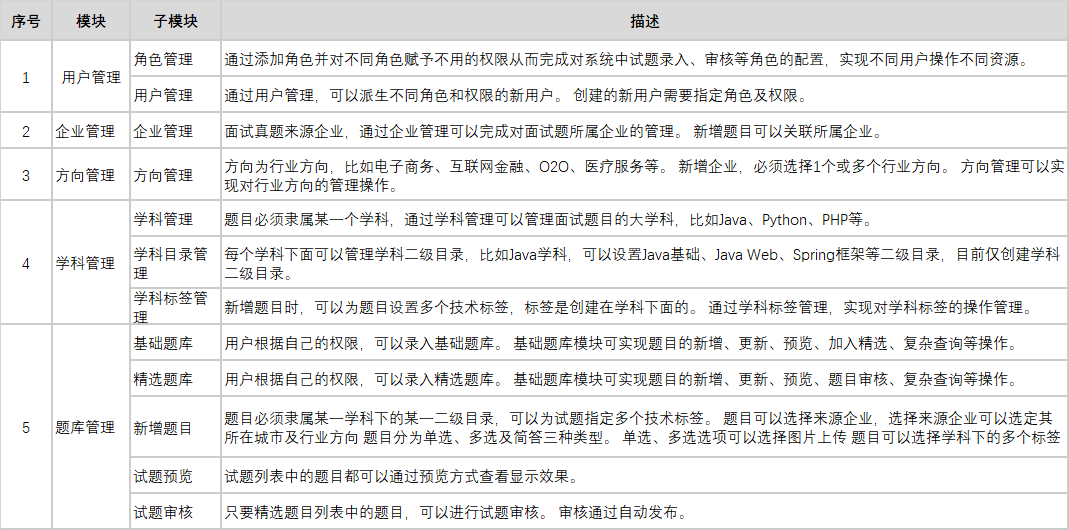 序号 模块 子模块 描述
1 用户管理 角色管理 通过添加角色并对不同角色赋予不用的权限从而完成对系统中试题录入、审核等角色的配置，实现不同用户操作不同资源。
用户管理 通过用户管理，可以派生不同角色和权限的新用户。 创建的新用户需要指定角色及权限。
2 企业管理 企业管理 面试真题来源企业，通过企业管理可以完成对面试题所属企业的管理。 新增题目可以关联所属企业。
3 方向管理 方向管理 方向为行业方向，比如电子商务、互联网金融、O2O、医疗服务等。 新增企业，必须选择1个或多个行业方向。 方向管理可以实
现对行业方向的管理操作。
4 学科管理 学科管理 题目必须隶属某一个学科，通过学科管理可以管理面试题目的大学科，比如Java、Python、PHP等。
学科目录管
理
每个学科下面可以管理学科二级目录，比如Java学科，可以设置Java基础、Java Web、Spring框架等二级目录，目前仅创建学科
二级目录。
学科标签管
理
新增题目时，可以为题目设置多个技术标签，标签是创建在学科下面的。 通过学科标签管理，实现对学科标签的操作管理。
5 题库管理 基础题库 用户根据自己的权限，可以录入基础题库。 基础题库模块可实现题目的新增、更新、预览、加入精选、复杂查询等操作。
精选题库 用户根据自己的权限，可以录入精选题库。 基础题库模块可实现题目的新增、更新、预览、题目审核、复杂查询等操作。
新增题目 题目必须隶属某一学科下的某一二级目录，可以为试题指定多个技术标签。 题目可以选择来源企业，选择来源企业可以选定其
所在城市及行业方向 题目分为单选、多选及简答三种类型。 单选、多选选项可以选择图片上传 题目可以选择学科下的多个标签
试题预览 试题列表中的题目都可以通过预览方式查看显示效果。
试题审核 只要精选题目列表中的题目，可以进行试题审核。 审核通过自动发布。